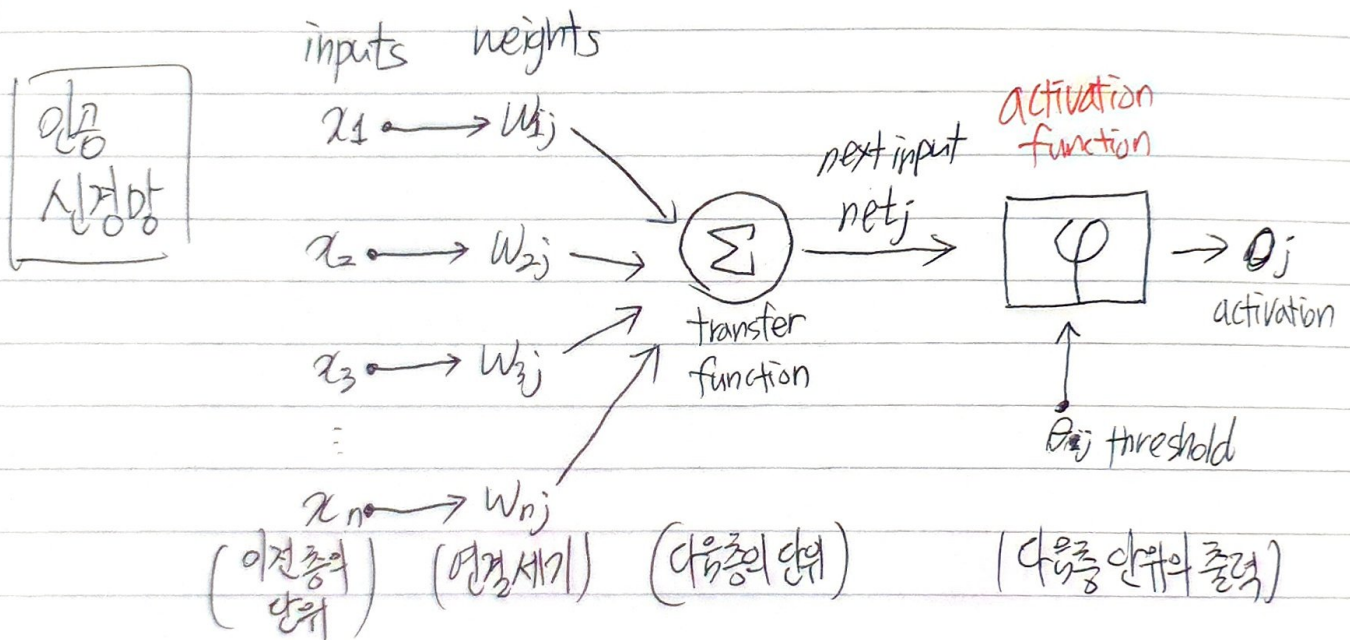 인공
신경망
inputs weights
x1 w1j
x2 w2j
x3 w3j
⋮
xn wnj
Σ
transfer
function
next input
netj
activation
function
φ
oj
activation
θj threshold
(이전 층의
단위)
(연결세기)
(다음층의 단위)
(다음층 단위의 출력)